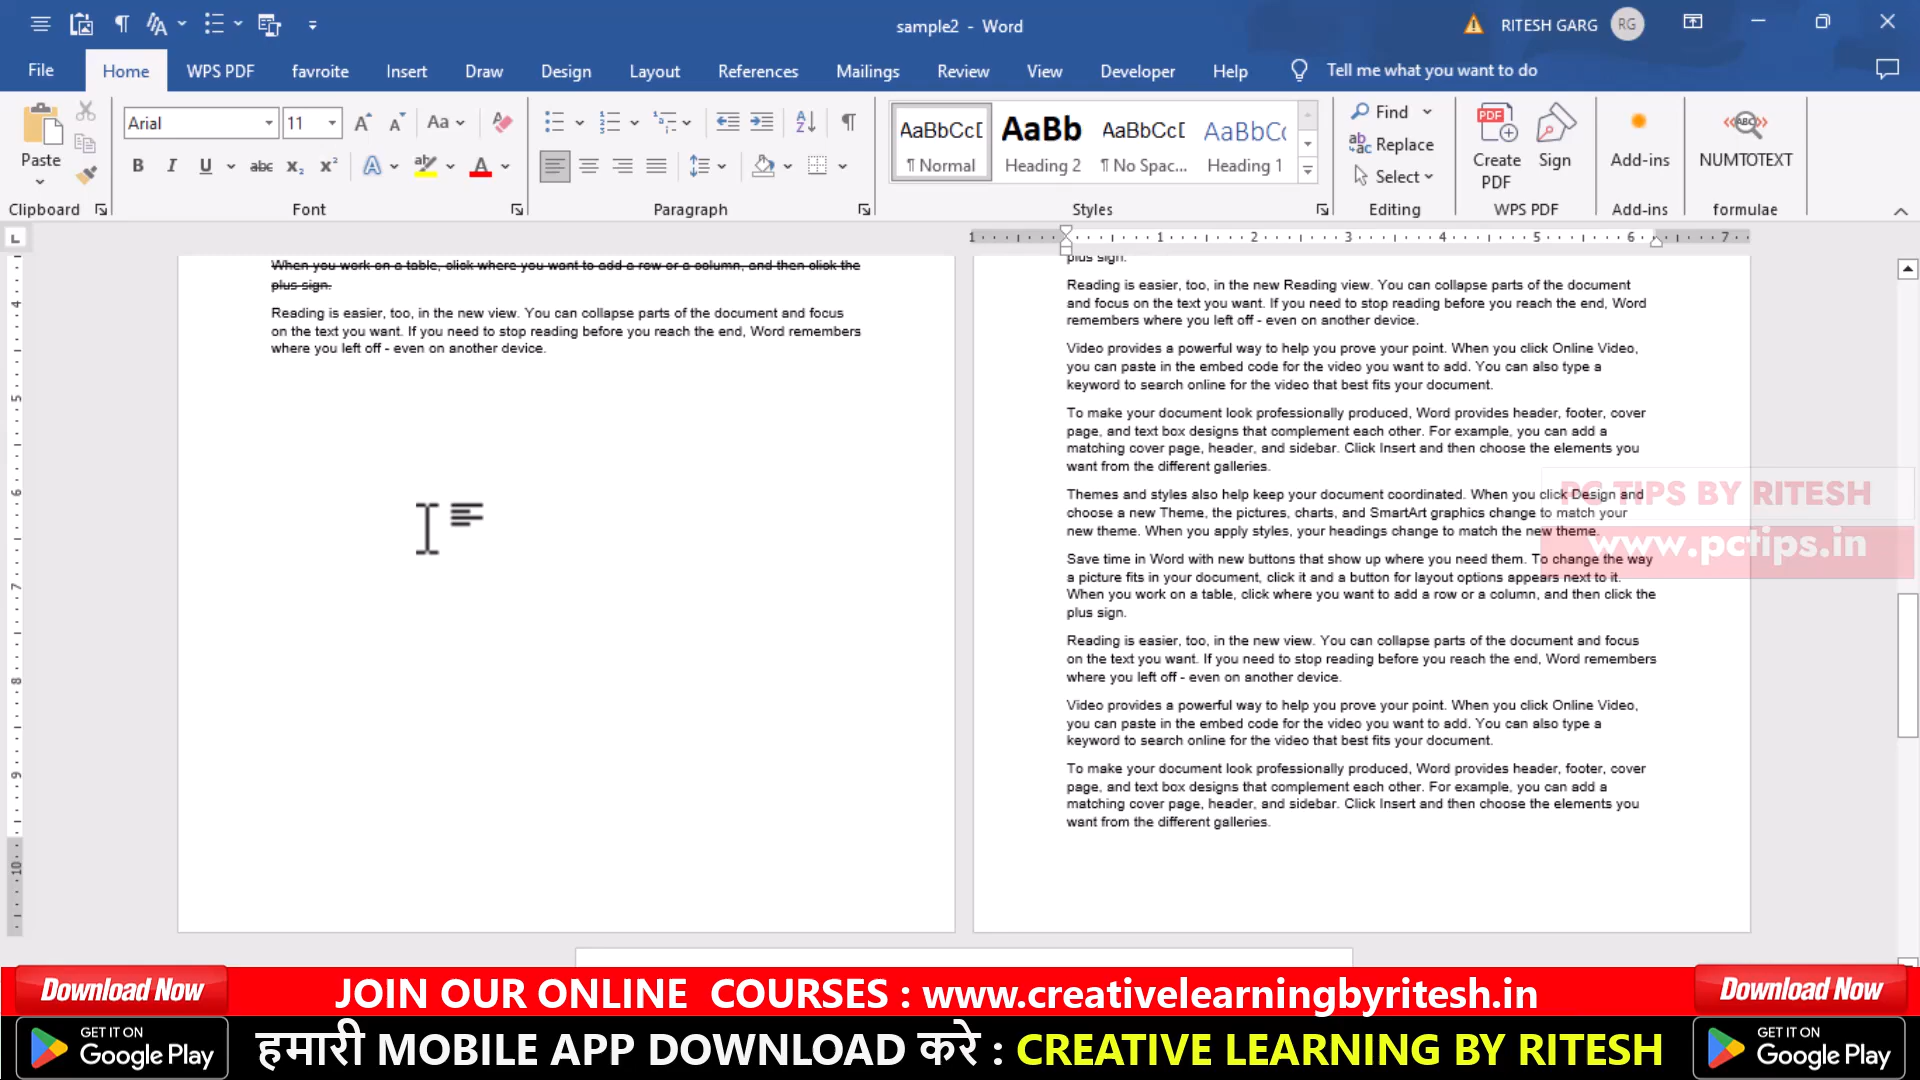 sample2 - Word
RITESH GARG
RG
File
Home
WPS PDF
favroite
Insert
Draw
Design
Layout
References
Mailings
Review
View
Developer
Help
Tell me what you want to do
Paste
Clipboard
Arial
11
Aa
B I U abc x₂ x²
A A
Font
Paragraph
AaBbCcD
¶ Normal
AaBb
Heading 2
AaBbCcD
¶ No Spac...
AaBbCc
Heading 1
Styles
Find
Replace
Select
Editing
Create PDF
Sign
WPS PDF
Add-ins
Add-ins
NUMTOTEXT
formulae
1 1 2 3 4 5 6 7
4
5
6
7
8
9
10
When you work on a table, click where you want to add a row or a column, and then click the
plus sign.
Reading is easier, too, in the new view. You can collapse parts of the document and focus
on the text you want. If you need to stop reading before you reach the end, Word remembers
where you left off - even on another device.
plus sign.
Reading is easier, too, in the new Reading view. You can collapse parts of the document
and focus on the text you want. If you need to stop reading before you reach the end, Word
remembers where you left off - even on another device.
Video provides a powerful way to help you prove your point. When you click Online Video,
you can paste in the embed code for the video you want to add. You can also type a
keyword to search online for the video that best fits your document.
To make your document look professionally produced, Word provides header, footer, cover
page, and text box designs that complement each other. For example, you can add a
matching cover page, header, and sidebar. Click Insert and then choose the elements you
want from the different galleries.
Themes and styles also help keep your document coordinated. When you click Design and
choose a new Theme, the pictures, charts, and SmartArt graphics change to match your
new theme. When you apply styles, your headings change to match the new theme.
Save time in Word with new buttons that show up where you need them. To change the way
a picture fits in your document, click it and a button for layout options appears next to it.
When you work on a table, click where you want to add a row or a column, and then click the
plus sign.
Reading is easier, too, in the new view. You can collapse parts of the document and focus
on the text you want. If you need to stop reading before you reach the end, Word remembers
where you left off - even on another device.
Video provides a powerful way to help you prove your point. When you click Online Video,
you can paste in the embed code for the video you want to add. You can also type a
keyword to search online for the video that best fits your document.
To make your document look professionally produced, Word provides header, footer, cover
page, and text box designs that complement each other. For example, you can add a
matching cover page, header, and sidebar. Click Insert and then choose the elements you
want from the different galleries.
PC TIPS BY RITESH
www.pctips.in
Download Now
JOIN OUR ONLINE COURSES : www.creativelearningbyritesh.in
Download Now
GET IT ON
Google Play
हमारी MOBILE APP DOWNLOAD करे : CREATIVE LEARNING BY RITESH
GET IT ON
Google Play